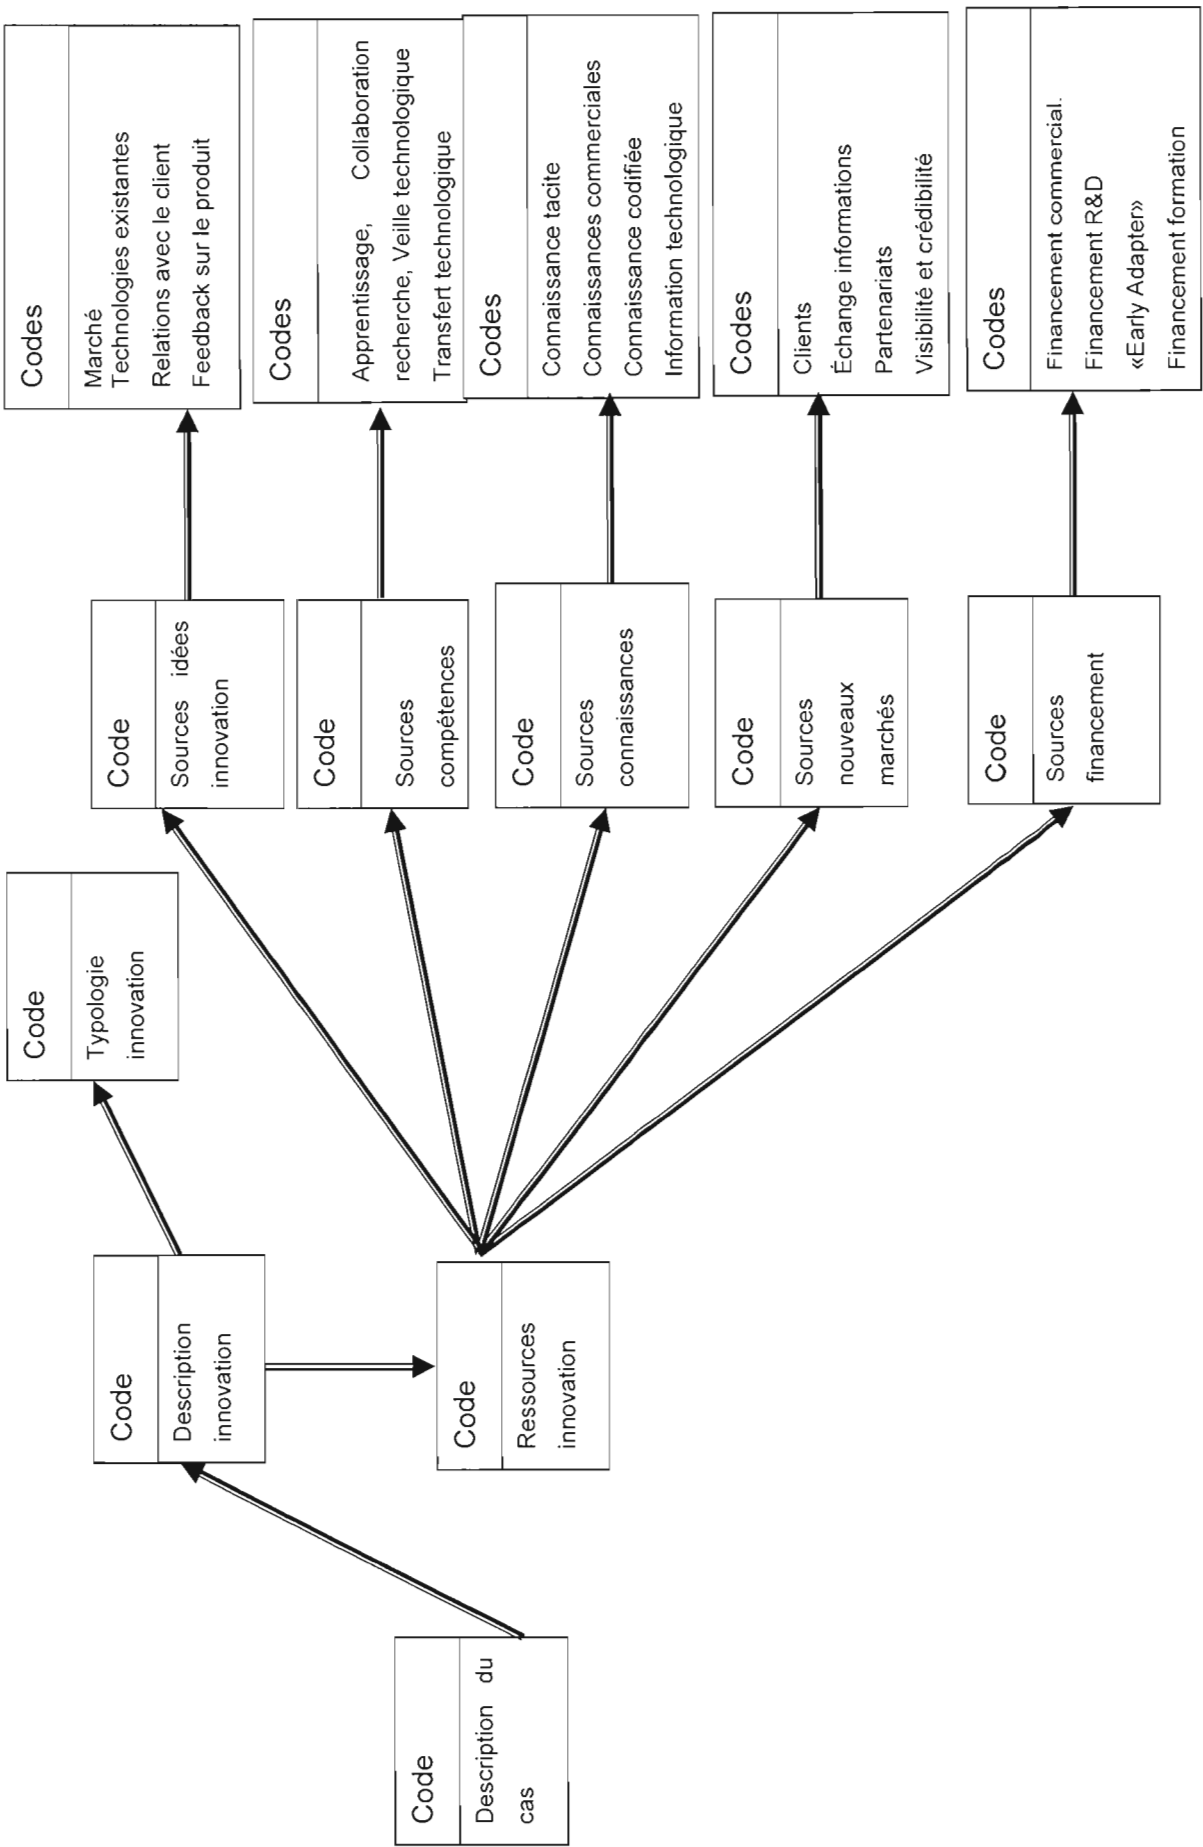 Code
Description du
cas
Code
Description
innovation
Code
Typologie
innovation
Code
Ressources
innovation
Code
Sources idées
innovation
Codes
Marché
Technologies existantes
Relations avec le client
Feedback sur le produit
Code
Sources
compétences
Codes
Apprentissage, Collaboration
recherche, Veille technologique
Transfert technologique
Code
Sources
connaissances
Codes
Connaissance tacite
Connaissances commerciales
Connaissance codifiée
Information technologique
Code
Sources
nouveaux
marchés
Codes
Clients
Échange informations
Partenariats
Visibilité et crédibilité
Code
Sources
financement
Codes
Financement commercial.
Financement R&D
«Early Adapter»
Financement formation